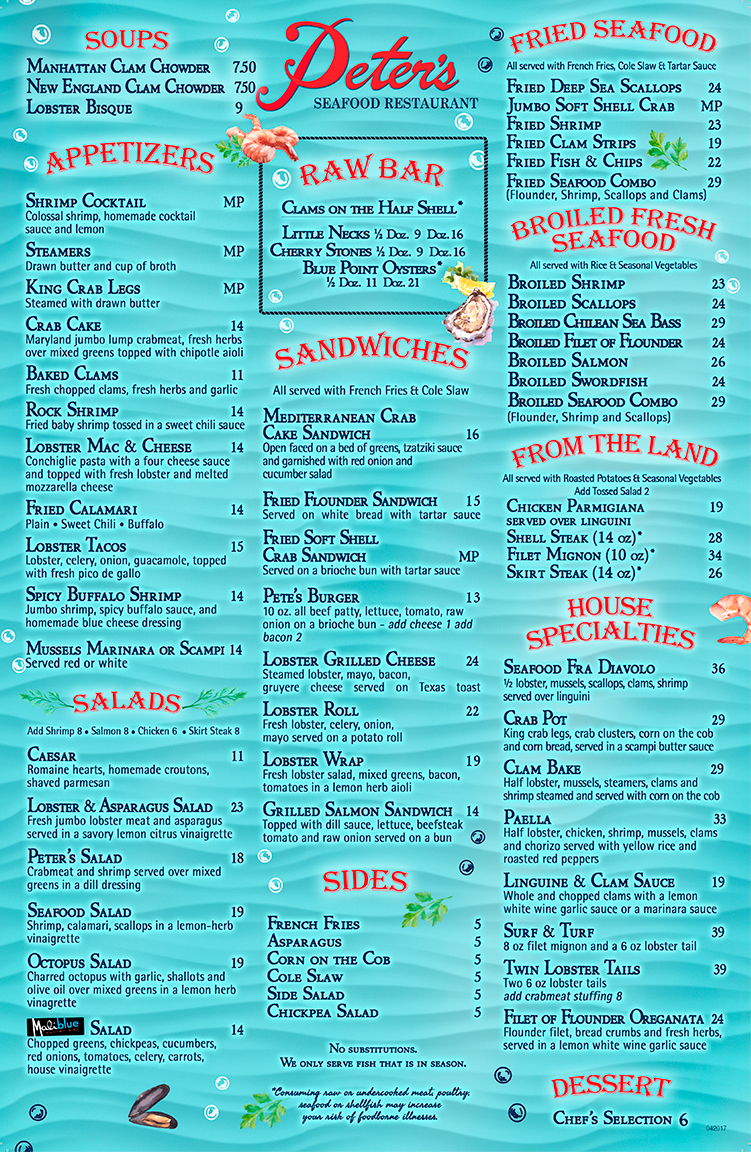 Peter's
SEAFOOD RESTAURANT
SOUPS
MANHATTAN CLAM CHOWDER 7.50
NEW ENGLAND CLAM CHOWDER 7.50
LOBSTER BISQUE 9
APPETIZERS
SHRIMP COCKTAIL MP
Colossal shrimp, homemade cocktail
sauce and lemon
STEAMERS MP
Drawn butter and cup of broth
KING CRAB LEGS MP
Steamed with drawn butter
CRAB CAKE 14
Maryland jumbo lump crabmeat, fresh herbs
over mixed greens topped with chipotle aioli
BAKED CLAMS 11
Fresh chopped clams, fresh herbs and garlic
ROCK SHRIMP 14
Fried baby shrimp tossed in a sweet chili sauce
LOBSTER MAC & CHEESE 14
Conchiglie pasta with a four cheese sauce
and topped with fresh lobster and melted
mozzarella cheese
FRIED CALAMARI 14
Plain • Sweet Chili • Buffalo
LOBSTER TACOS 15
Lobster, celery, onion, guacamole, topped
with fresh pico de gallo
SPICY BUFFALO SHRIMP 14
Jumbo shrimp, spicy buffalo sauce, and
homemade blue cheese dressing
MUSSELS MARINARA OR SCAMPI 14
Served red or white
SALADS
Add Shrimp 8 • Salmon 8 • Chicken 6 • Skirt Steak 8
CAESAR 11
Romaine hearts, homemade croutons,
shaved parmesan
LOBSTER & ASPARAGUS SALAD 23
Fresh jumbo lobster meat and asparagus
served in a savory lemon citrus vinaigrette
PETER'S SALAD 18
Crabmeat and shrimp served over mixed
greens in a dill dressing
SEAFOOD SALAD 19
Shrimp, calamari, scallops in a lemon-herb
vinaigrette
OCTOPUS SALAD 19
Charred octopus with garlic, shallots and
olive oil over mixed greens in a lemon herb
vinagrette
Maliblue SALAD 14
Chopped greens, chickpeas, cucumbers,
red onions, tomatoes, celery, carrots,
house vinaigrette
RAW BAR
CLAMS ON THE HALF SHELL*
LITTLE NECKS ½ DOZ. 9 DOZ. 16
CHERRY STONES ½ DOZ. 9 DOZ. 16
BLUE POINT OYSTERS*
½ DOZ. 11 DOZ. 21
SANDWICHES
All served with French Fries & Cole Slaw
MEDITERRANEAN CRAB
CAKE SANDWICH 16
Open faced on a bed of greens, tzatziki sauce
and garnished with red onion and
cucumber salad
FRIED FLOUNDER SANDWICH 15
Served on white bread with tartar sauce
FRIED SOFT SHELL
CRAB SANDWICH MP
Served on a brioche bun with tartar sauce
PETE'S BURGER 13
10 oz. all beef patty, lettuce, tomato, raw
onion on a brioche bun - add cheese 1 add
bacon 2
LOBSTER GRILLED CHEESE 24
Steamed lobster, mayo, bacon,
gruyere cheese served on Texas toast
LOBSTER ROLL 22
Fresh lobster, celery, onion,
mayo served on a potato roll
LOBSTER WRAP 19
Fresh lobster salad, mixed greens, bacon,
tomatoes in a lemon herb aioli
GRILLED SALMON SANDWICH 14
Topped with dill sauce, lettuce, beefsteak
tomato and raw onion served on a bun
SIDES
FRENCH FRIES 5
ASPARAGUS 5
CORN ON THE COB 5
COLE SLAW 5
SIDE SALAD 5
CHICKPEA SALAD 5
NO SUBSTITUTIONS.
WE ONLY SERVE FISH THAT IS IN SEASON.
*Consuming raw or undercooked meat, poultry,
seafood or shellfish may increase
your risk of foodborne illnesses.
FRIED SEAFOOD
All served with French Fries, Cole Slaw & Tartar Sauce
FRIED DEEP SEA SCALLOPS 24
JUMBO SOFT SHELL CRAB MP
FRIED SHRIMP 23
FRIED CLAM STRIPS 19
FRIED FISH & CHIPS 22
FRIED SEAFOOD COMBO 29
(Flounder, Shrimp, Scallops and Clams)
BROILED FRESH
SEAFOOD
All served with Rice & Seasonal Vegetables
BROILED SHRIMP 23
BROILED SCALLOPS 24
BROILED CHILEAN SEA BASS 29
BROILED FILET OF FLOUNDER 24
BROILED SALMON 26
BROILED SWORDFISH 24
BROILED SEAFOOD COMBO 29
(Flounder, Shrimp and Scallops)
FROM THE LAND
All served with Roasted Potatoes & Seasonal Vegetables
Add Tossed Salad 2
CHICKEN PARMIGIANA 19
SERVED OVER LINGUINI
SHELL STEAK (14 OZ)* 28
FILET MIGNON (10 OZ)* 34
SKIRT STEAK (14 OZ)* 26
HOUSE
SPECIALTIES
SEAFOOD FRA DIAVOLO 36
½ lobster, mussels, scallops, clams, shrimp
served over linguini
CRAB POT 29
King crab legs, crab clusters, corn on the cob
and corn bread, served in a scampi butter sauce
CLAM BAKE 29
Half lobster, mussels, steamers, clams and
shrimp steamed and served with corn on the cob
PAELLA 33
Half lobster, chicken, shrimp, mussels, clams
and chorizo served with yellow rice and
roasted red peppers
LINGUINE & CLAM SAUCE 19
Whole and chopped clams with a lemon
white wine garlic sauce or a marinara sauce
SURF & TURF 39
8 oz filet mignon and a 6 oz lobster tail
TWIN LOBSTER TAILS 39
Two 6 oz lobster tails
add crabmeat stuffing 8
FILET OF FLOUNDER OREGANATA 24
Flounder filet, bread crumbs and fresh herbs,
served in a lemon white wine garlic sauce
DESSERT
CHEF'S SELECTION 6
042017